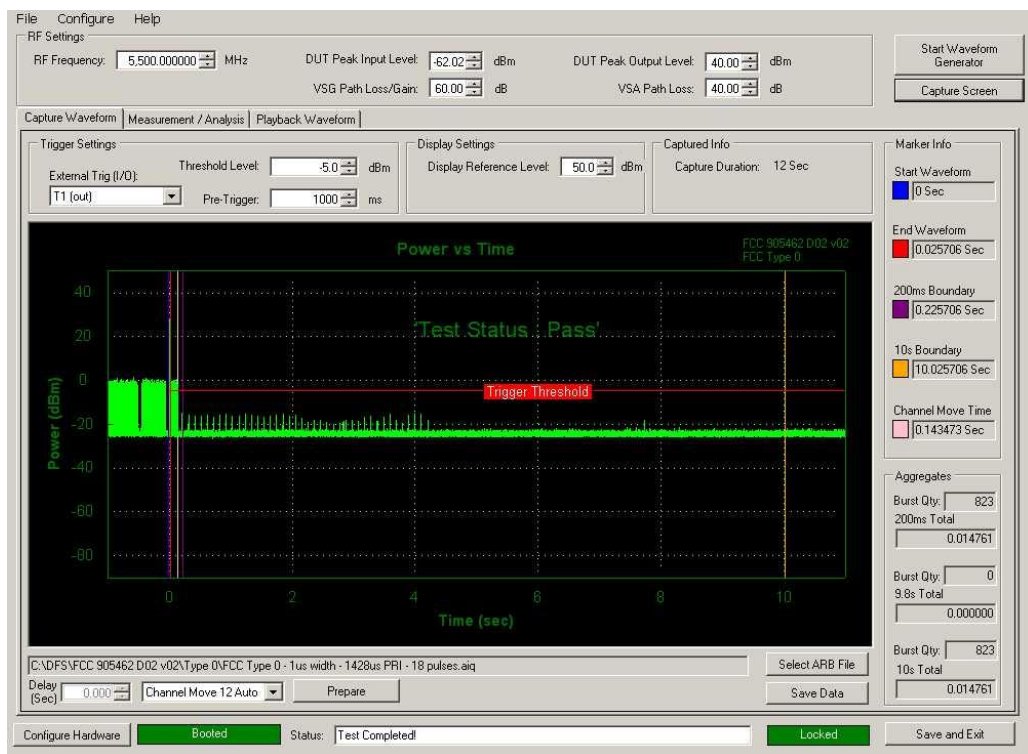 File Configure Help
RF Settings
RF Frequency: 5,500.000000 MHz
DUT Peak Input Level: -62.02 dBm
DUT Peak Output Level: 40.00 dBm
VSG Path Loss/Gain: 60.00 dB
VSA Path Loss: 40.00 dB
Start Waveform Generator
Capture Screen
Capture Waveform Measurement / Analysis Playback Waveform
Trigger Settings
External Trig (I/O):
T1 (out)
Threshold Level: -5.0 dBm
Pre-Trigger: 1000 ms
Display Settings
Display Reference Level: 50.0 dBm
Captured Info
Capture Duration: 12 Sec
Marker Info
Start Waveform
0 Sec
End Waveform
0.025706 Sec
200ms Boundary
0.225706 Sec
10s Boundary
10.025706 Sec
Channel Move Time
0.143473 Sec
Aggregates
Burst Qty: 823
200ms Total
0.014761
Burst Qty: 0
9.8s Total
0.000000
Burst Qty: 823
10s Total
0.014761
Power vs Time
FCC 905462 D02 v02
FCC Type 0
'Test Status : Pass'
Trigger Threshold
Power (dBm)
40
20
0
-20
-40
-60
-80
0 2 4 6 8 10
Time (sec)
C:\DFS\FCC 905462 D02 v02\Type 0\FCC Type 0 - 1us width - 1428us PRI - 18 pulses.aiq
Select ARB File
Delay (Sec) 0.000 Channel Move 12 Auto Prepare
Save Data
Configure Hardware Booted Status: Test Completed! Locked Save and Exit